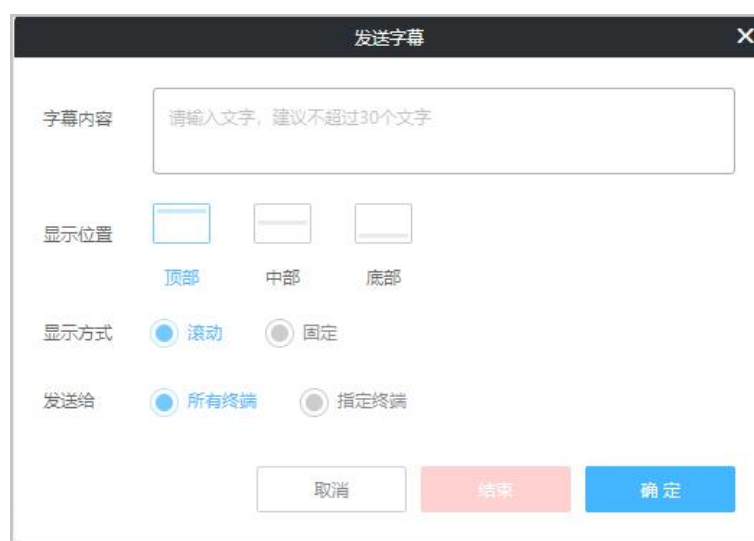 发送字幕
字幕内容
请输入文字，建议不超过30个文字
显示位置
顶部 中部 底部
显示方式 滚动 固定
发送给 所有终端 指定终端
取消 结束 确定